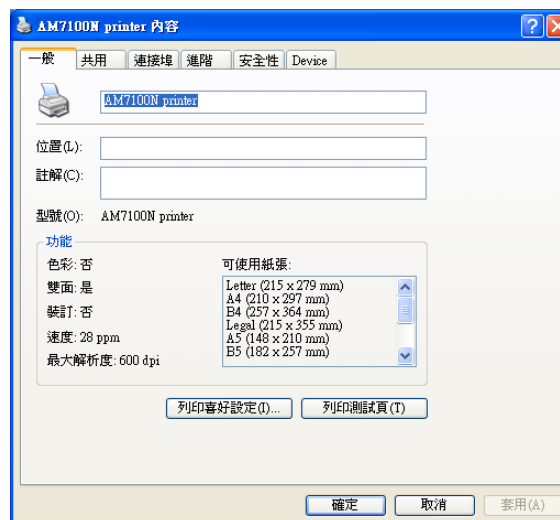 AM7100N printer 內容
一般 共用 連接埠 進階 安全性 Device
AM7100N printer
位置(L):
註解(C):
型號(O): AM7100N printer
功能
色彩: 否
雙面: 是
裝訂: 否
速度: 28 ppm
最大解析度: 600 dpi
可使用紙張:
Letter (215 x 279 mm)
A4 (210 x 297 mm)
B4 (257 x 364 mm)
Legal (215 x 355 mm)
A5 (148 x 210 mm)
B5 (182 x 257 mm)
列印喜好設定(I)... 列印測試頁(T)
確定 取消 套用(A)